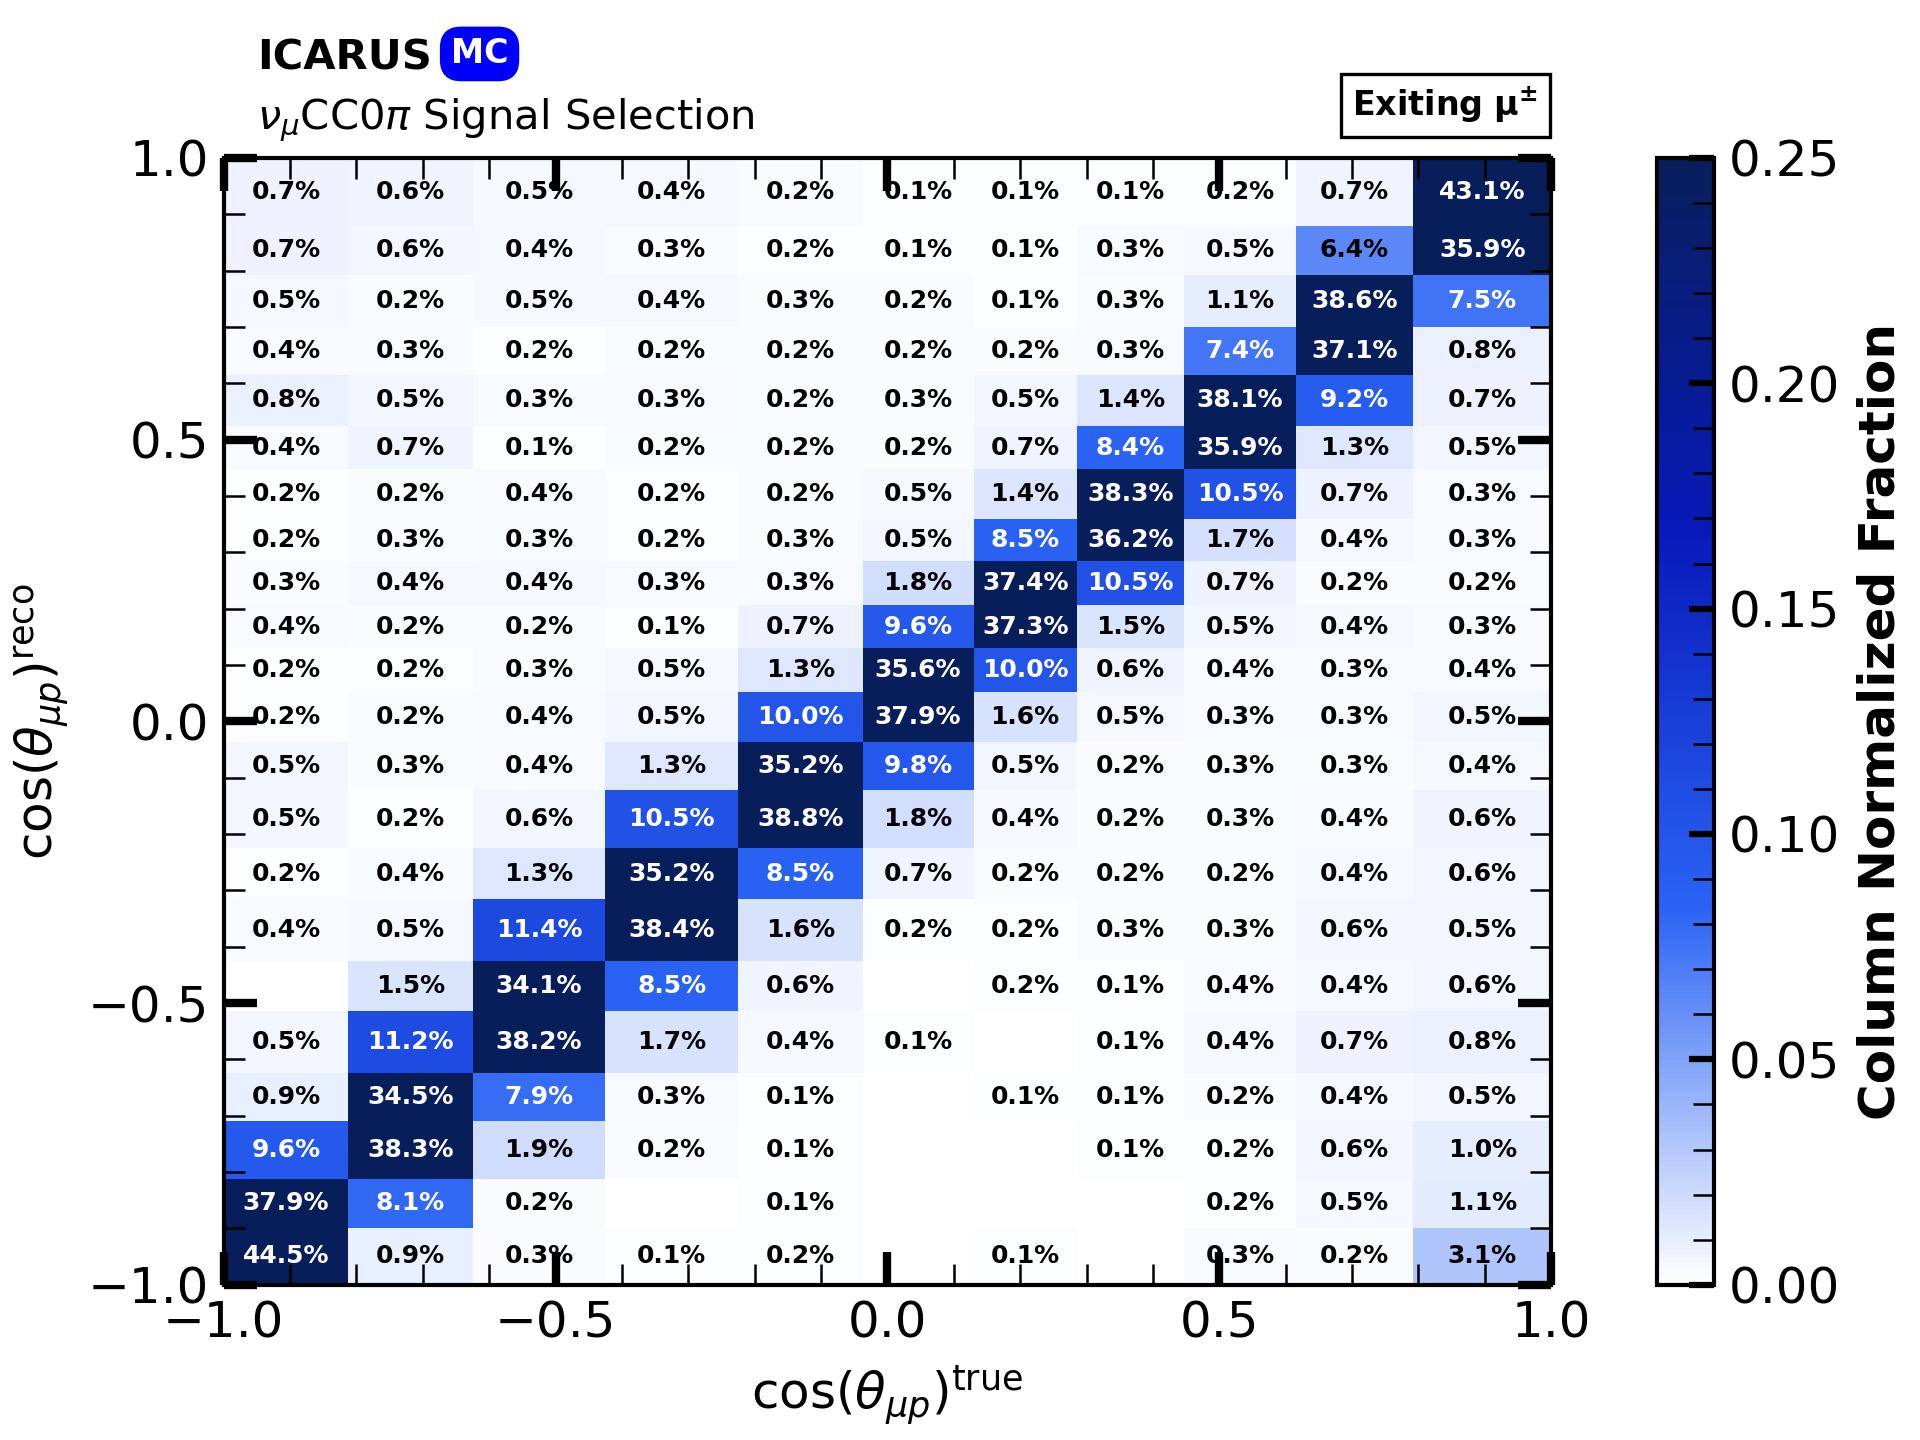 ICARUS MC
νμCC0π Signal Selection
Exiting μ±
1.0 0.7% 0.6% 0.5% 0.4% 0.2% 0.1% 0.1% 0.1% 0.2% 0.7% 43.1% 0.25
0.7% 0.6% 0.4% 0.3% 0.2% 0.1% 0.1% 0.3% 0.5% 6.4% 35.9%
0.5% 0.2% 0.5% 0.4% 0.3% 0.2% 0.1% 0.3% 1.1% 38.6% 7.5%
0.4% 0.3% 0.2% 0.2% 0.2% 0.2% 0.2% 0.3% 7.4% 37.1% 0.8%
0.8% 0.5% 0.3% 0.3% 0.2% 0.3% 0.5% 1.4% 38.1% 9.2% 0.7% 0.20
0.5 0.4% 0.7% 0.1% 0.2% 0.2% 0.2% 0.7% 8.4% 35.9% 1.3% 0.5%
0.2% 0.2% 0.4% 0.2% 0.2% 0.5% 1.4% 38.3% 10.5% 0.7% 0.3%
0.2% 0.3% 0.3% 0.2% 0.3% 0.5% 8.5% 36.2% 1.7% 0.4% 0.3%
0.3% 0.4% 0.4% 0.3% 0.3% 1.8% 37.4% 10.5% 0.7% 0.2% 0.2%
0.4% 0.2% 0.2% 0.1% 0.7% 9.6% 37.3% 1.5% 0.5% 0.4% 0.3% 0.15
0.2% 0.2% 0.3% 0.5% 1.3% 35.6% 10.0% 0.6% 0.4% 0.3% 0.4%
0.0 0.2% 0.2% 0.4% 0.5% 10.0% 37.9% 1.6% 0.5% 0.3% 0.3% 0.5%
0.5% 0.3% 0.4% 1.3% 35.2% 9.8% 0.5% 0.2% 0.3% 0.3% 0.4%
0.5% 0.2% 0.6% 10.5% 38.8% 1.8% 0.4% 0.2% 0.3% 0.4% 0.6% 0.10
0.2% 0.4% 1.3% 35.2% 8.5% 0.7% 0.2% 0.2% 0.2% 0.4% 0.6%
0.4% 0.5% 11.4% 38.4% 1.6% 0.2% 0.2% 0.3% 0.3% 0.6% 0.5%
−0.5 1.5% 34.1% 8.5% 0.6% 0.2% 0.1% 0.4% 0.4% 0.6%
0.5% 11.2% 38.2% 1.7% 0.4% 0.1% 0.1% 0.4% 0.7% 0.8% 0.05
0.9% 34.5% 7.9% 0.3% 0.1% 0.1% 0.1% 0.2% 0.4% 0.5%
9.6% 38.3% 1.9% 0.2% 0.1% 0.1% 0.2% 0.6% 1.0%
37.9% 8.1% 0.2% 0.1% 0.2% 0.5% 1.1%
44.5% 0.9% 0.3% 0.1% 0.2% 0.1% 0.3% 0.2% 3.1%
−1.0 0.00
−1.0 −0.5 0.0 0.5 1.0
cos(θμp)true
cos(θμp)reco
Column Normalized Fraction